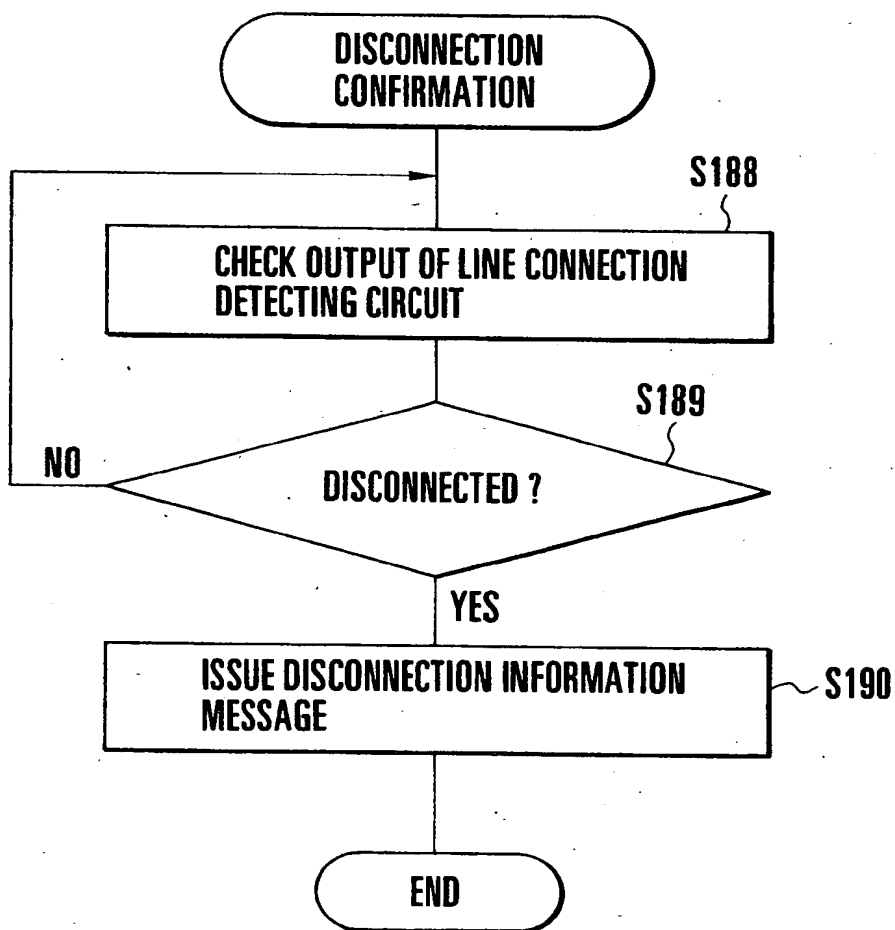 DISCONNECTION
CONFIRMATION
S188
CHECK OUTPUT OF LINE CONNECTION
DETECTING CIRCUIT
S189
NO
DISCONNECTED ?
YES
ISSUE DISCONNECTION INFORMATION
MESSAGE
S190
END